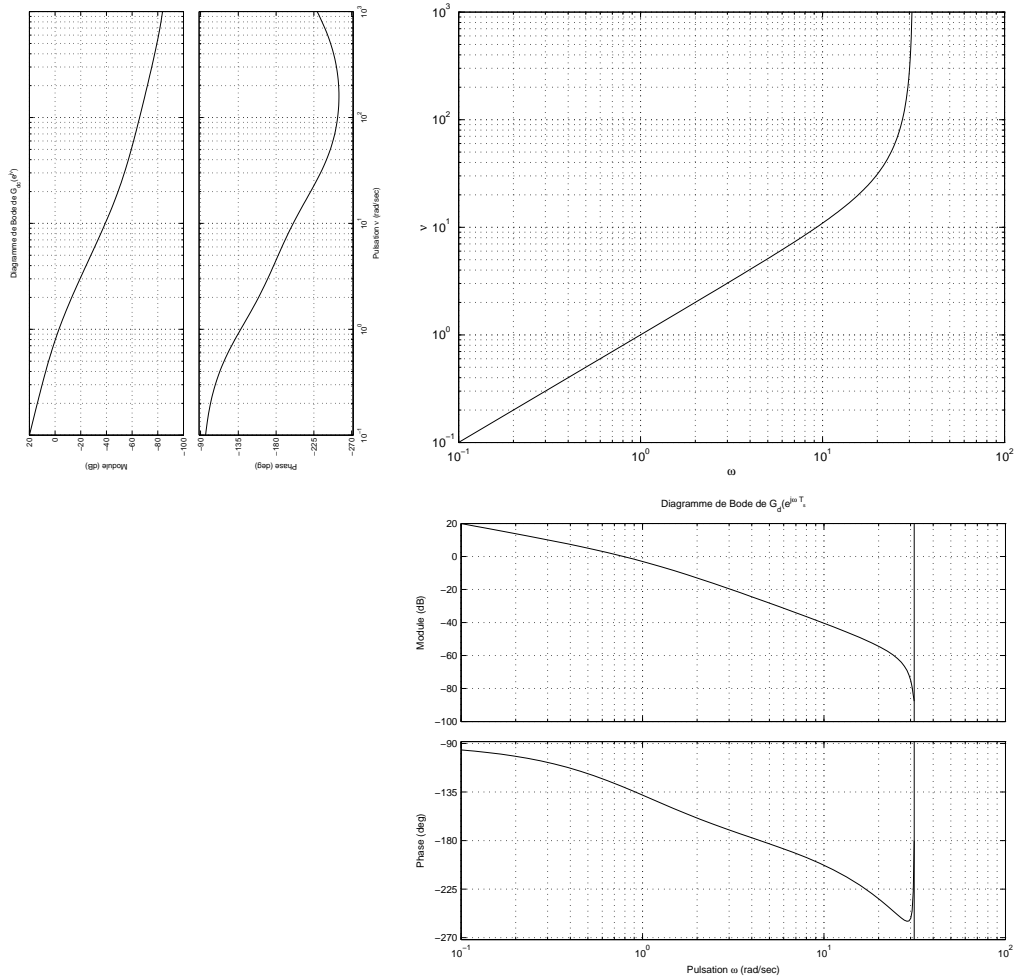 Diagramme de Bode de G_dc(e^jν)
20 0 −20 −40 −60 −80 −100
Module (dB)
−90 −135 −180 −225 −270
Phase (deg)
10^−1 10^0 10^1 10^2 10^3
Pulsation ν (rad/sec)
10^3
10^2
10^1
10^0
10^−1
ν
10^−1 10^0 10^1 10^2
ω
Diagramme de Bode de G_d(e^jω T_s
20
0
−20
−40
−60
−80
−100
Module (dB)
−90
−135
−180
−225
−270
Phase (deg)
10^−1 10^0 10^1 10^2
Pulsation ω (rad/sec)